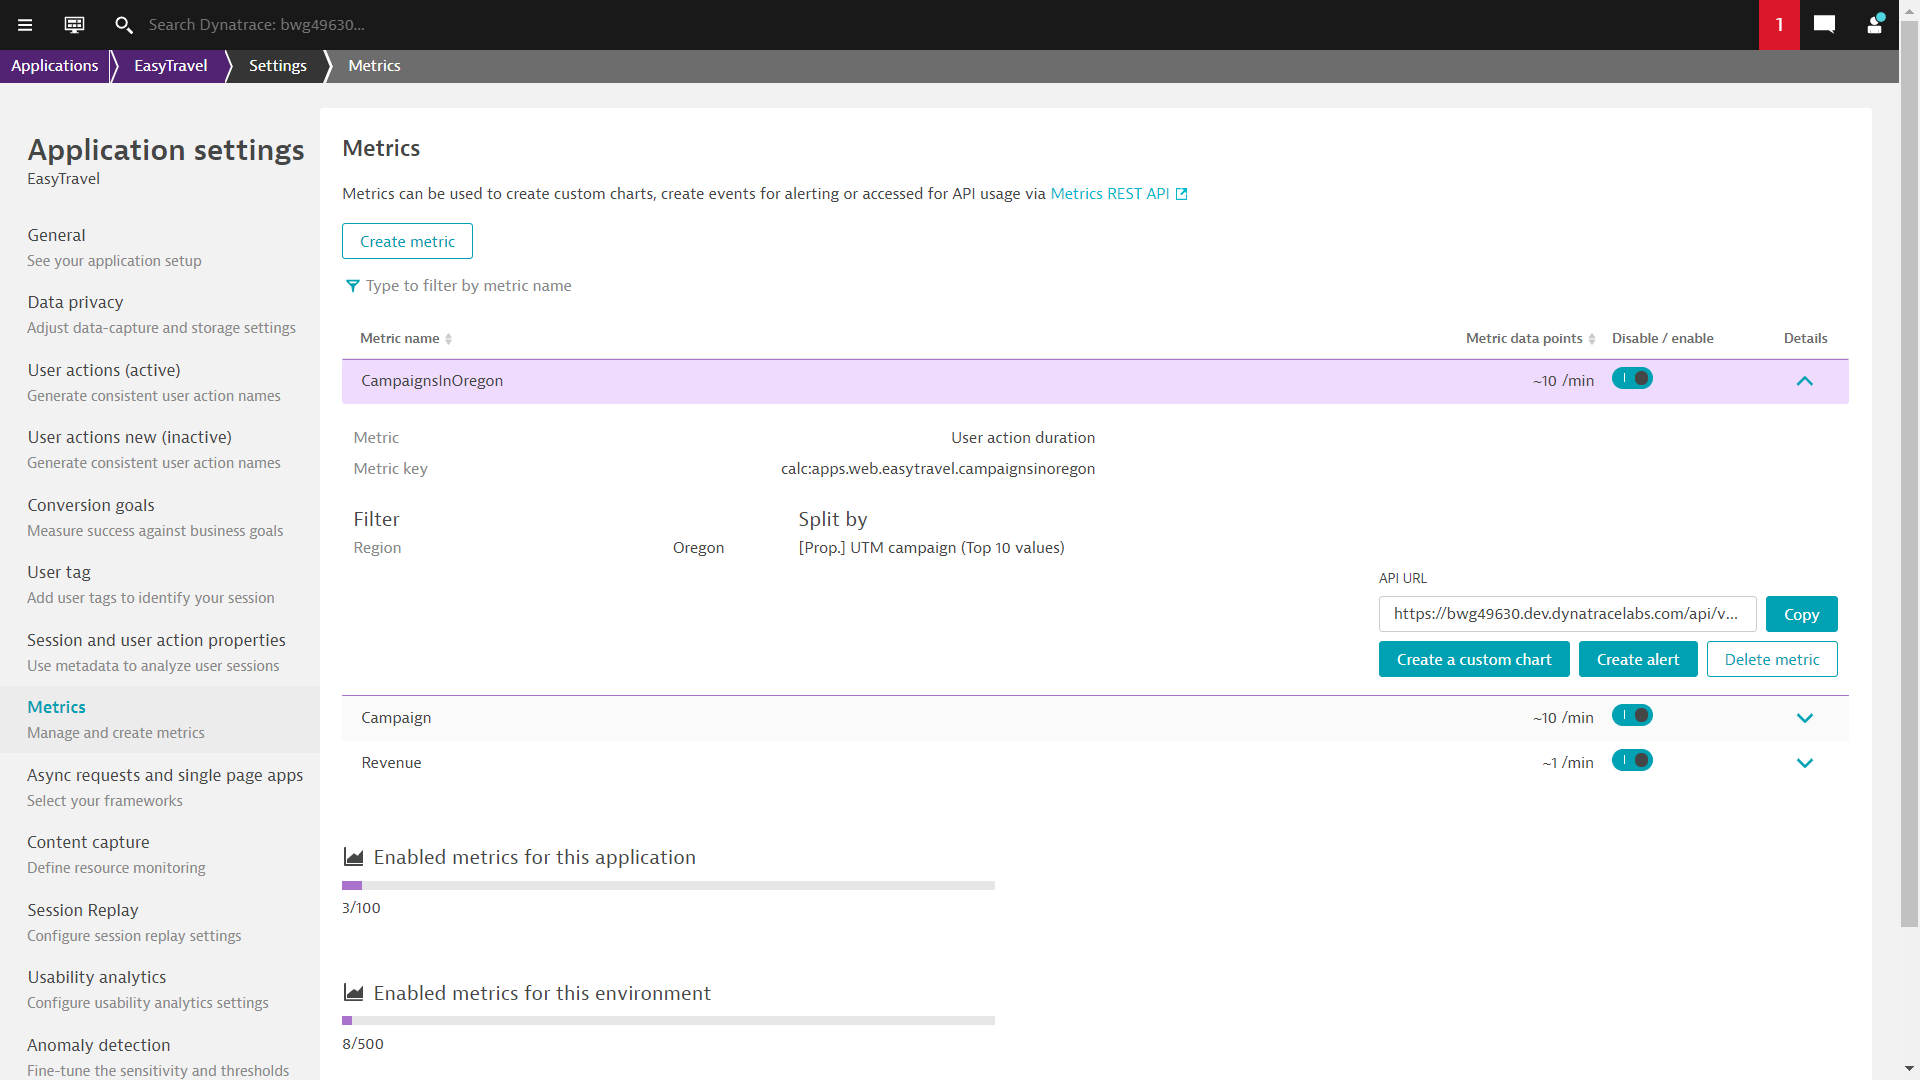 Search Dynatrace: bwg49630...
1
Applications
EasyTravel
Settings
Metrics
Application settings
EasyTravel
General
See your application setup
Data privacy
Adjust data-capture and storage settings
User actions (active)
Generate consistent user action names
User actions new (inactive)
Generate consistent user action names
Conversion goals
Measure success against business goals
User tag
Add user tags to identify your session
Session and user action properties
Use metadata to analyze user sessions
Metrics
Manage and create metrics
Async requests and single page apps
Select your frameworks
Content capture
Define resource monitoring
Session Replay
Configure session replay settings
Usability analytics
Configure usability analytics settings
Anomaly detection
Fine-tune the sensitivity and thresholds
Metrics
Metrics can be used to create custom charts, create events for alerting or accessed for API usage via Metrics REST API
Create metric
Type to filter by metric name
Metric name Metric data points Disable / enable Details
CampaignsInOregon ~10 /min
Metric User action duration
Metric key calc:apps.web.easytravel.campaignsinoregon
Filter Split by
Region Oregon [Prop.] UTM campaign (Top 10 values)
API URL
https://bwg49630.dev.dynatracelabs.com/api/v... Copy
Create a custom chart Create alert Delete metric
Campaign ~10 /min
Revenue ~1 /min
Enabled metrics for this application
3/100
Enabled metrics for this environment
8/500